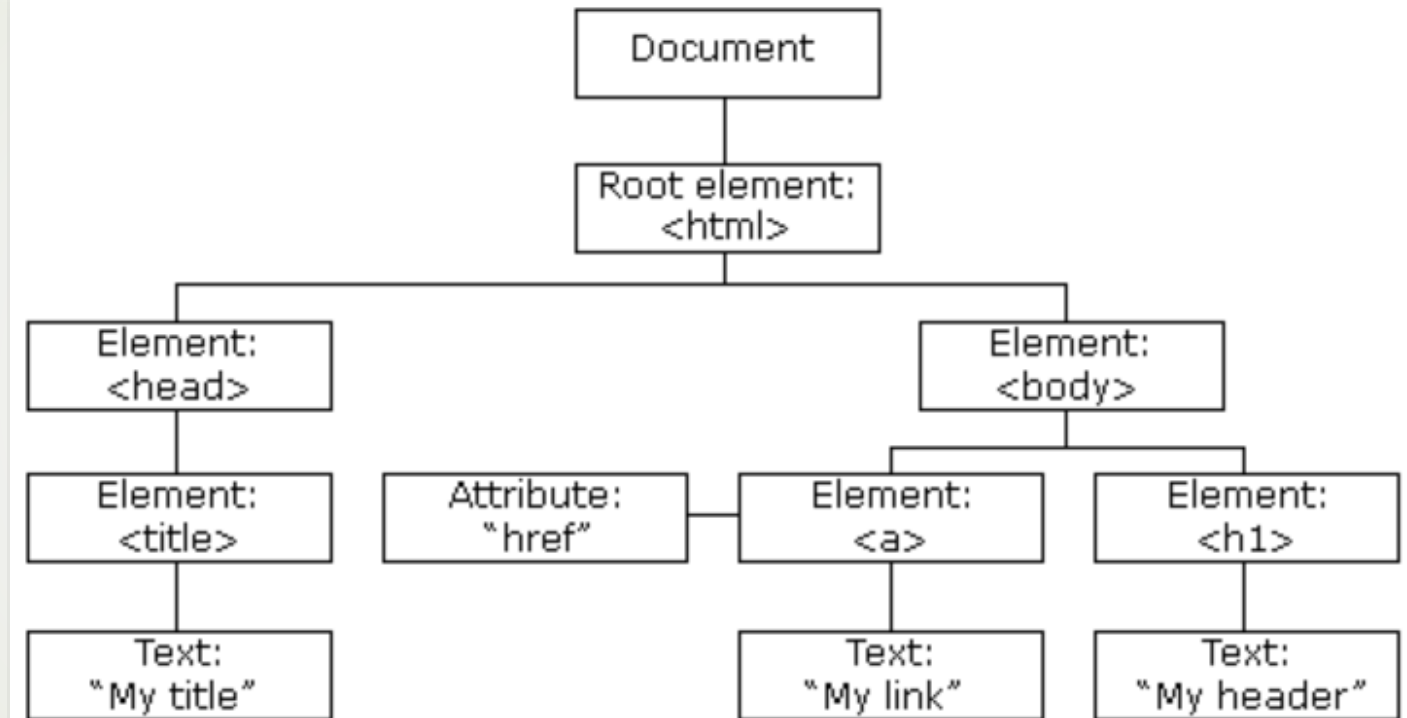 Document
Root element:
<html>
Element:
<head>
Element:
<body>
Element:
<title>
Attribute:
“href”
Element:
<a>
Element:
<h1>
Text:
“My title”
Text:
“My link”
Text:
“My header”